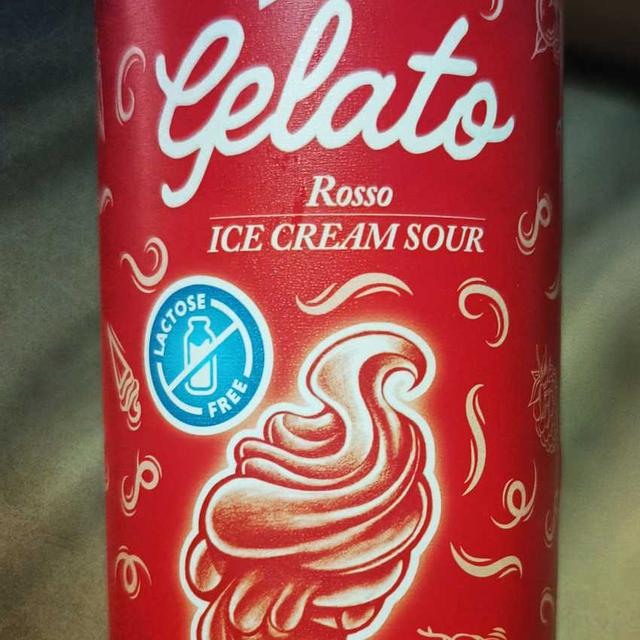 Gelato
Rosso
ICE CREAM SOUR
LACTOSE
FREE